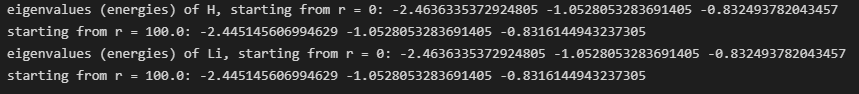 eigenvalues (energies) of H, starting from r = 0: -2.4636335372924805 -1.0528053283691405 -0.832493782043457
starting from r = 100.0: -2.445145606994629 -1.0528053283691405 -0.8316144943237305
eigenvalues (energies) of Li, starting from r = 0: -2.4636335372924805 -1.0528053283691405 -0.832493782043457
starting from r = 100.0: -2.445145606994629 -1.0528053283691405 -0.8316144943237305